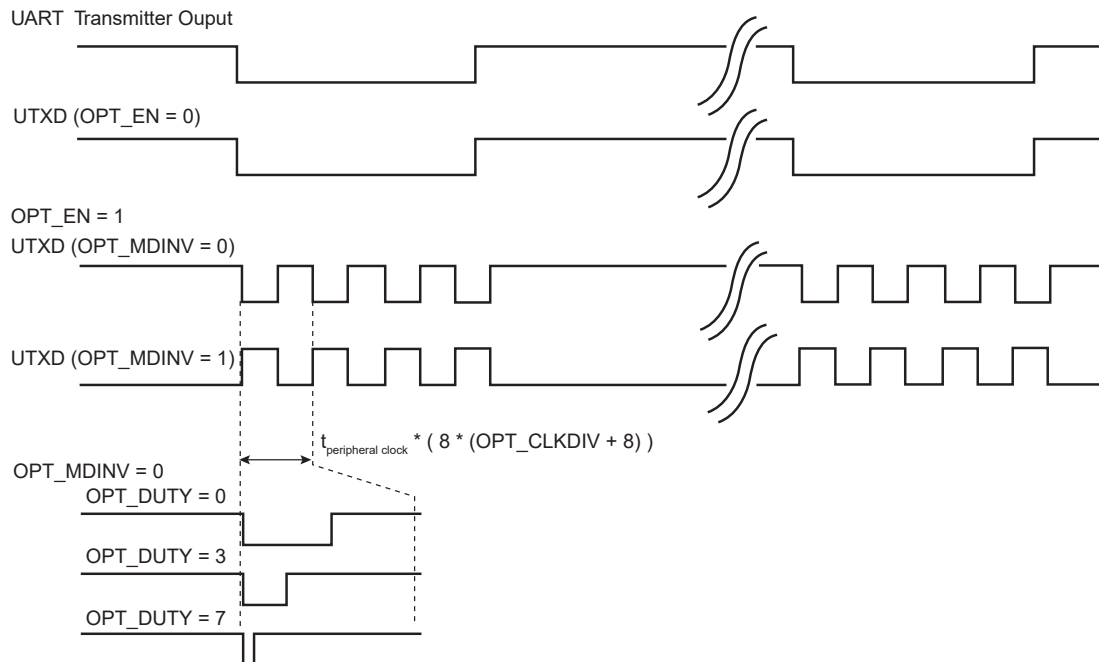 UART Transmitter Ouput
UTXD (OPT_EN = 0)
OPT_EN = 1
UTXD (OPT_MDINV = 0)
UTXD (OPT_MDINV = 1)
t peripheral clock * ( 8 * (OPT_CLKDIV + 8) )
OPT_MDINV = 0
OPT_DUTY = 0
OPT_DUTY = 3
OPT_DUTY = 7